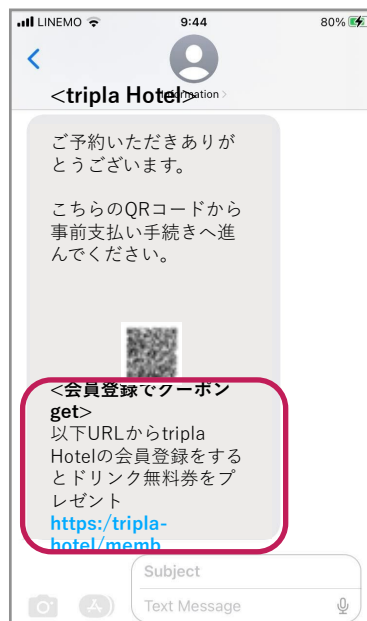 LINEMO
9:44
80%
<tripla Hotel>
ご予約いただきありが
とうございます。
こちらのQRコードから
事前支払い手続きへ進
んでください。
<会員登録でクーポン
get>
以下URLからtripla
Hotelの会員登録をする
とドリンク無料券をプ
レゼント
https:/tripla-
hotel/memb
Subject
Text Message